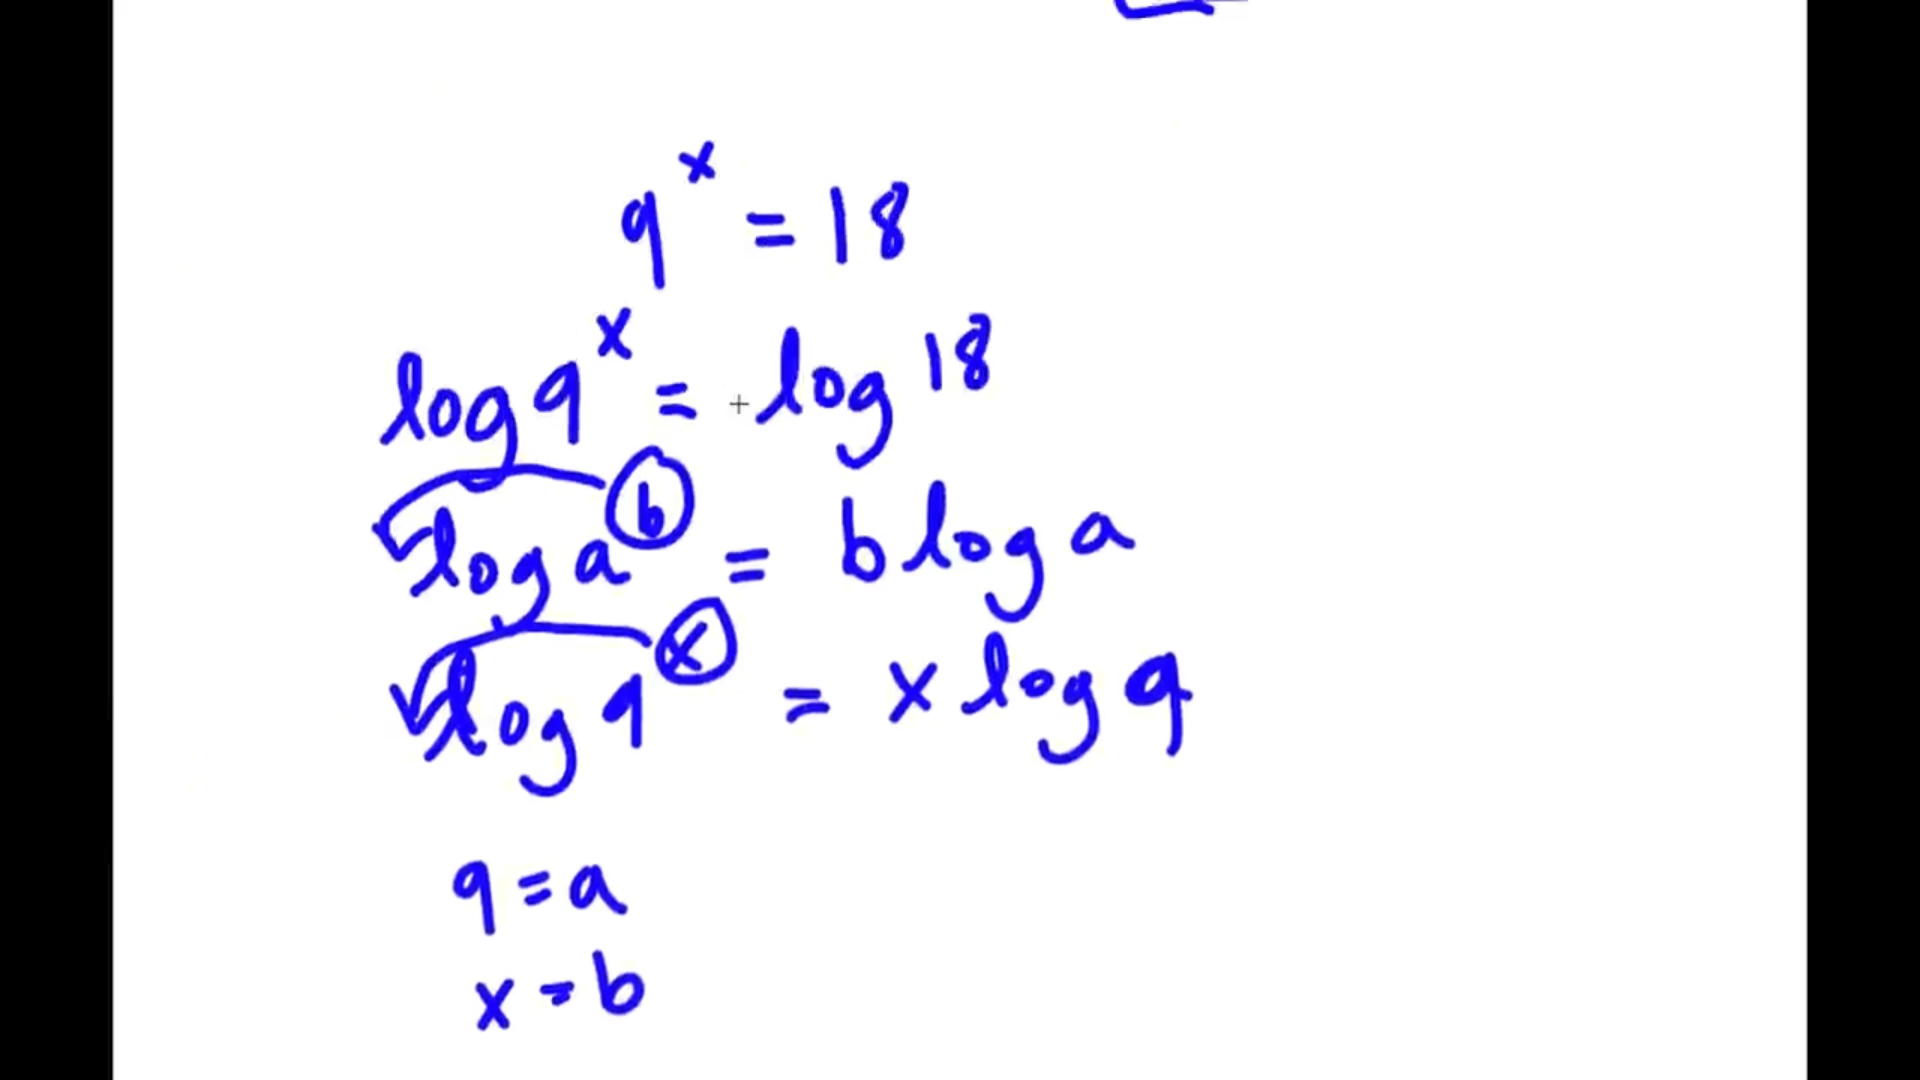 9^x = 18
log 9^x = log 18
log a^b = b log a
log 9^x = x log 9
9 = a
x = b